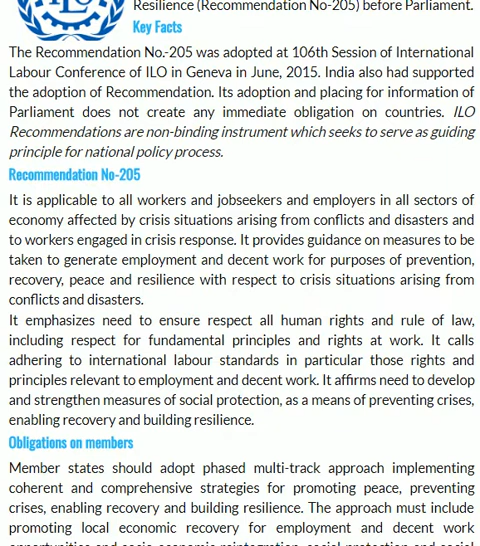 ILO
Resilience (Recommendation No-205) before Parliament.
Key Facts
The Recommendation No.-205 was adopted at 106th Session of International
Labour Conference of ILO in Geneva in June, 2015. India also had supported
the adoption of Recommendation. Its adoption and placing for information of
Parliament does not create any immediate obligation on countries. ILO
Recommendations are non-binding instrument which seeks to serve as guiding
principle for national policy process.
Recommendation No-205
It is applicable to all workers and jobseekers and employers in all sectors of
economy affected by crisis situations arising from conflicts and disasters and
to workers engaged in crisis response. It provides guidance on measures to be
taken to generate employment and decent work for purposes of prevention,
recovery, peace and resilience with respect to crisis situations arising from
conflicts and disasters.
It emphasizes need to ensure respect all human rights and rule of law,
including respect for fundamental principles and rights at work. It calls
adhering to international labour standards in particular those rights and
principles relevant to employment and decent work. It affirms need to develop
and strengthen measures of social protection, as a means of preventing crises,
enabling recovery and building resilience.
Obligations on members
Member states should adopt phased multi-track approach implementing
coherent and comprehensive strategies for promoting peace, preventing
crises, enabling recovery and building resilience. The approach must include
promoting local economic recovery for employment and decent work
opportunities and socio-economic reintegration, social protection and social